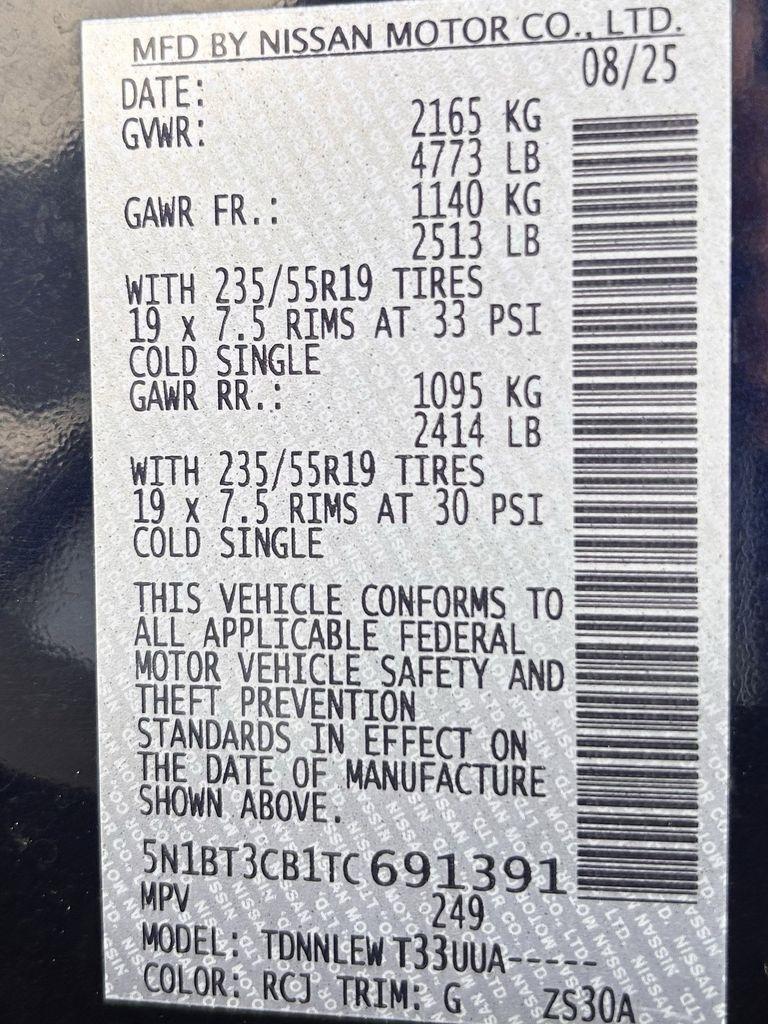 MFD BY NISSAN MOTOR CO., LTD.
DATE: 08/25
GVWR: 2165 KG
4773 LB
GAWR FR.: 1140 KG
2513 LB
WITH 235/55R19 TIRES
19 x 7.5 RIMS AT 33 PSI
COLD SINGLE
GAWR RR.: 1095 KG
2414 LB
WITH 235/55R19 TIRES
19 x 7.5 RIMS AT 30 PSI
COLD SINGLE
THIS VEHICLE CONFORMS TO
ALL APPLICABLE FEDERAL
MOTOR VEHICLE SAFETY AND
THEFT PREVENTION
STANDARDS IN EFFECT ON
THE DATE OF MANUFACTURE
SHOWN ABOVE.
5N1BT3CB1TC691391
MPV 249
MODEL: TDNNLEW T33UUA-----
COLOR: RCJ TRIM: G ZS30A